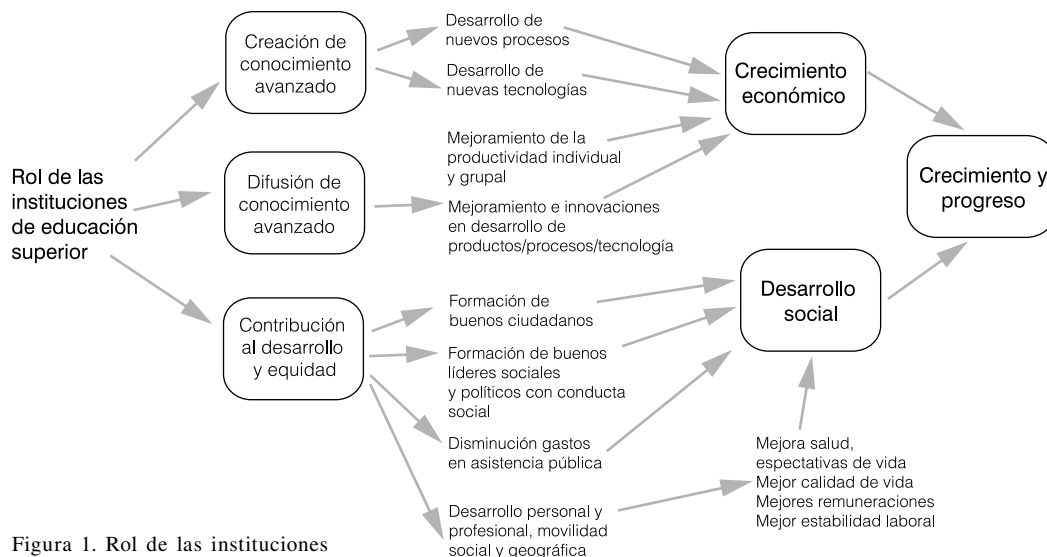 Rol de las
instituciones
de educación
superior
Creación de
conocimiento
avanzado
Difusión de
conocimiento
avanzado
Contribución
al desarrollo
y equidad
Desarrollo de
nuevos procesos
Desarrollo de
nuevas tecnologías
Mejoramiento de la
productividad individual
y grupal
Mejoramiento e innovaciones
en desarrollo de
productos/procesos/tecnología
Formación de
buenos ciudadanos
Formación de buenos
líderes sociales
y políticos con conducta
social
Disminución gastos
en asistencia pública
Desarrollo personal y
profesional, movilidad
social y geográfica
Crecimiento
económico
Desarrollo
social
Mejora salud,
espectativas de vida
Mejor calidad de vida
Mejores remuneraciones
Mejor estabilidad laboral
Crecimiento y
progreso
Figura 1. Rol de las instituciones